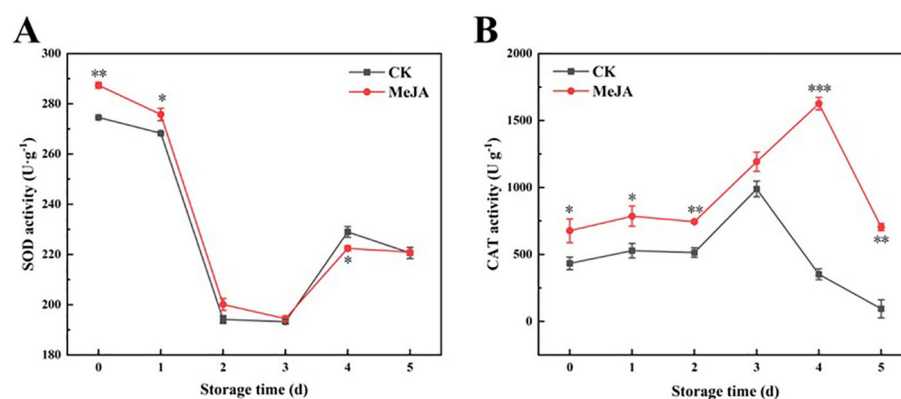 A
300
280
260
240
220
200
180
SOD activity (U·g-1)
**
*
*
CK
MeJA
0 1 2 3 4 5
Storage time (d)
B
2000
1500
1000
500
0
CAT activity (U g-1)
CK
MeJA
*
*
**
***
**
0 1 2 3 4 5
Storage time (d)